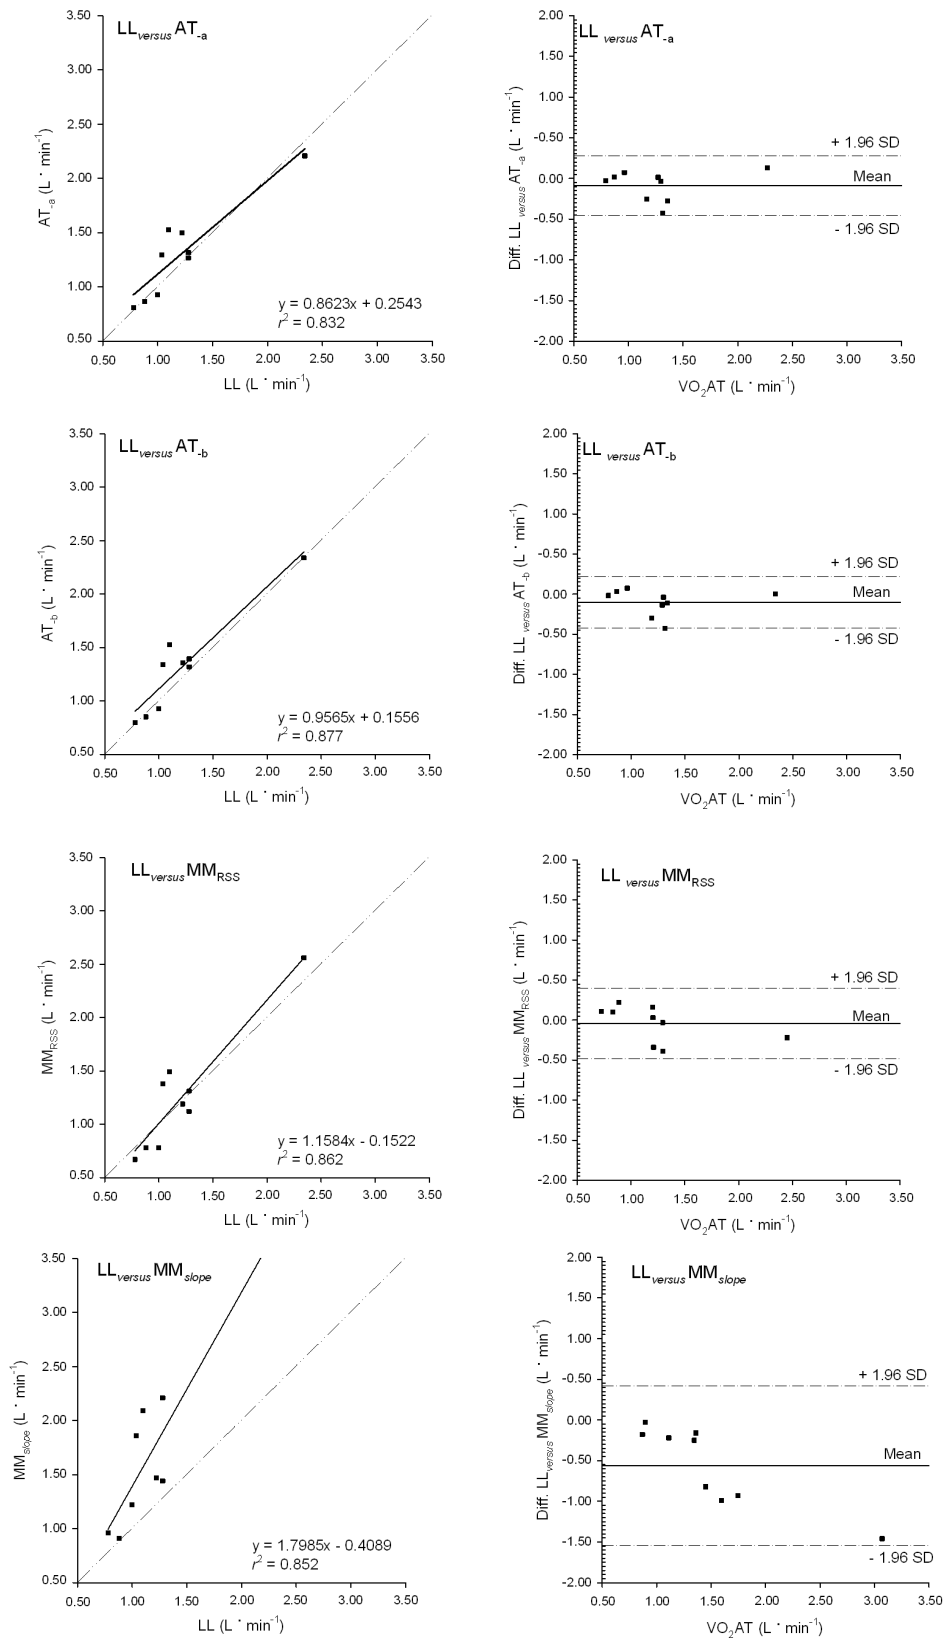 LL versus AT-a
3.50
3.00
2.50
2.00
1.50
1.00
0.50
AT-a (L · min-1)
y = 0.8623x + 0.2543
r2 = 0.832
0.50 1.00 1.50 2.00 2.50 3.00 3.50
LL (L · min-1)
LL versus AT-a
2.00
1.50
1.00
-0.50
0.00
-0.50
-1.00
-1.50
-2.00
Diff. LL versus AT-a (L · min-1)
+ 1.96 SD
Mean
- 1.96 SD
0.50 1.00 1.50 2.00 2.50 3.00 3.50
VO2AT (L · min-1)
LL versus AT-b
3.50
3.00
2.50
2.00
1.50
1.00
0.50
AT-b (L · min-1)
y = 0.9565x + 0.1556
r2 = 0.877
0.50 1.00 1.50 2.00 2.50 3.00 3.50
LL (L · min-1)
LL versus AT-b
2.00
1.50
1.00
-0.50
0.00
-0.50
-1.00
-1.50
-2.00
Diff. LL versus AT-b (L · min-1)
+ 1.96 SD
Mean
- 1.96 SD
0.50 1.00 1.50 2.00 2.50 3.00 3.50
VO2AT (L · min-1)
LL versus MMRSS
3.50
3.00
2.50
2.00
1.50
1.00
0.50
MMRSS (L · min-1)
y = 1.1584x - 0.1522
r2 = 0.862
0.50 1.00 1.50 2.00 2.50 3.00 3.50
LL (L · min-1)
LL versus MMRSS
2.00
1.50
1.00
-0.50
0.00
-0.50
-1.00
-1.50
-2.00
Diff. LL versus MMRSS (L · min-1)
+ 1.96 SD
Mean
- 1.96 SD
0.50 1.00 1.50 2.00 2.50 3.00 3.50
VO2AT (L · min-1)
LL versus MMslope
3.50
3.00
2.50
2.00
1.50
1.00
0.50
MMslope (L · min-1)
y = 1.7985x - 0.4089
r2 = 0.852
0.50 1.00 1.50 2.00 2.50 3.00 3.50
LL (L · min-1)
LL versus MMslope
2.00
1.50
1.00
-0.50
0.00
-0.50
-1.00
-1.50
-2.00
Diff. LL versus MMslope (L · min-1)
+ 1.96 SD
Mean
- 1.96 SD
0.50 1.00 1.50 2.00 2.50 3.00 3.50
VO2AT (L · min-1)